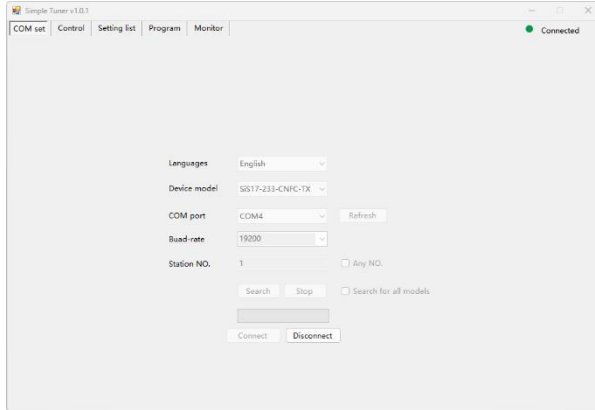 Simple Tuner v1.0.1
COM set Control Setting list Program Monitor Connected
Languages English
Device model SiS17-233-CNFC-TX
COM port COM4 Refresh
Buad-rate 19200
Station NO. 1 Any NO.
Search Stop Search for all models
Connect Disconnect